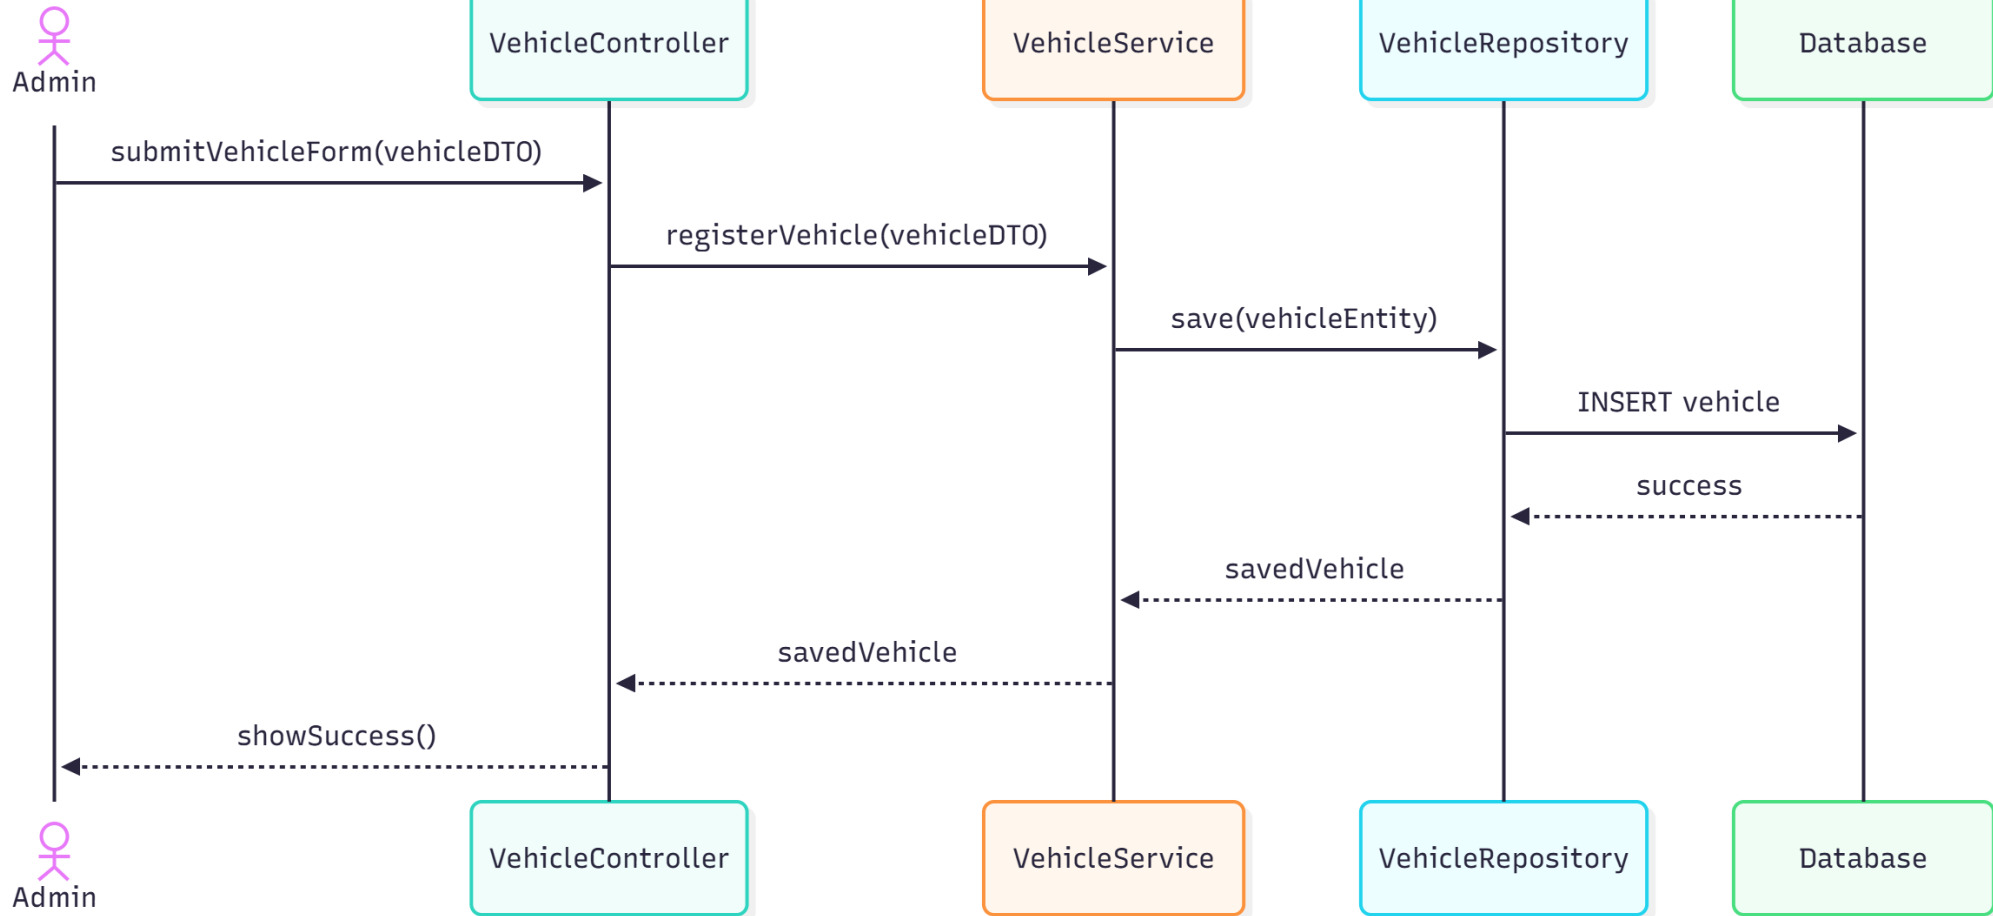 Admin
VehicleController
VehicleService
VehicleRepository
Database
submitVehicleForm(vehicleDTO)
registerVehicle(vehicleDTO)
save(vehicleEntity)
INSERT vehicle
success
savedVehicle
savedVehicle
showSuccess()
Admin
VehicleController
VehicleService
VehicleRepository
Database